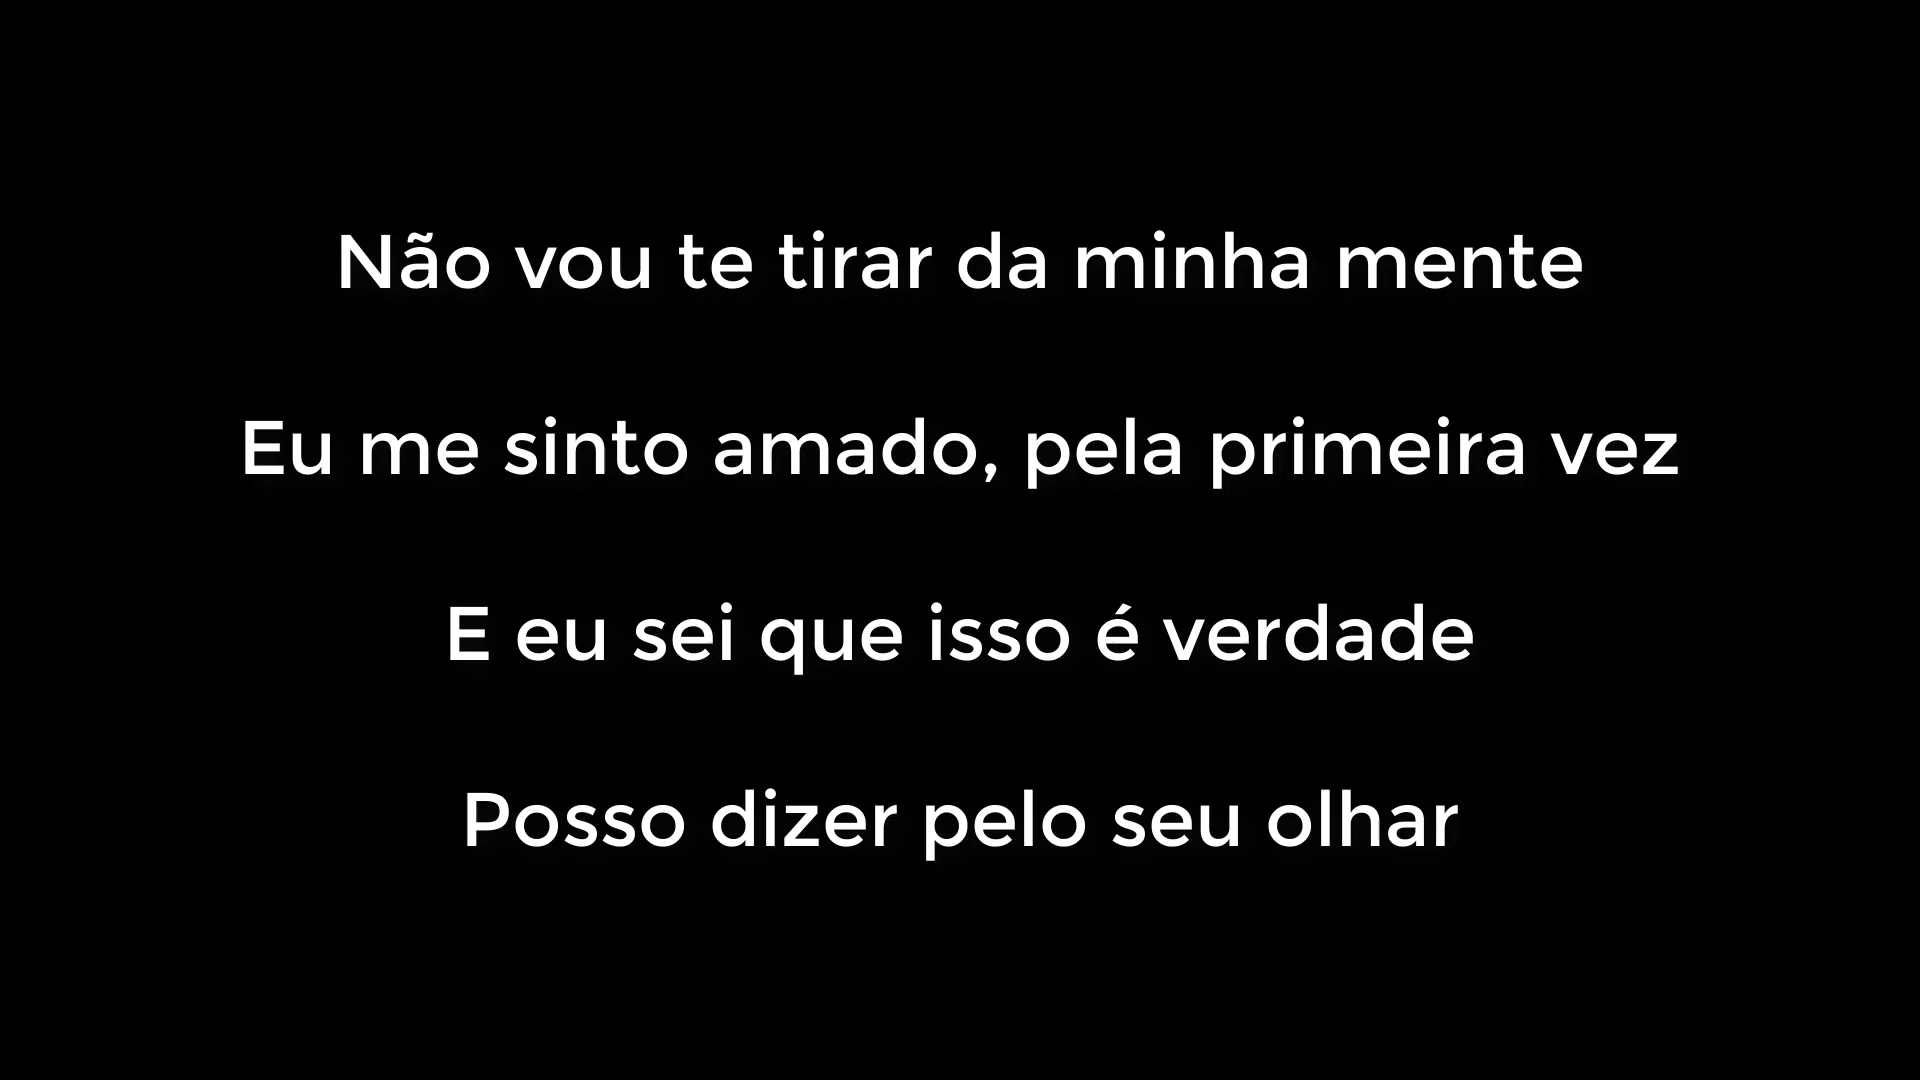 Não vou te tirar da minha mente
Eu me sinto amado, pela primeira vez
E eu sei que isso é verdade
Posso dizer pelo seu olhar